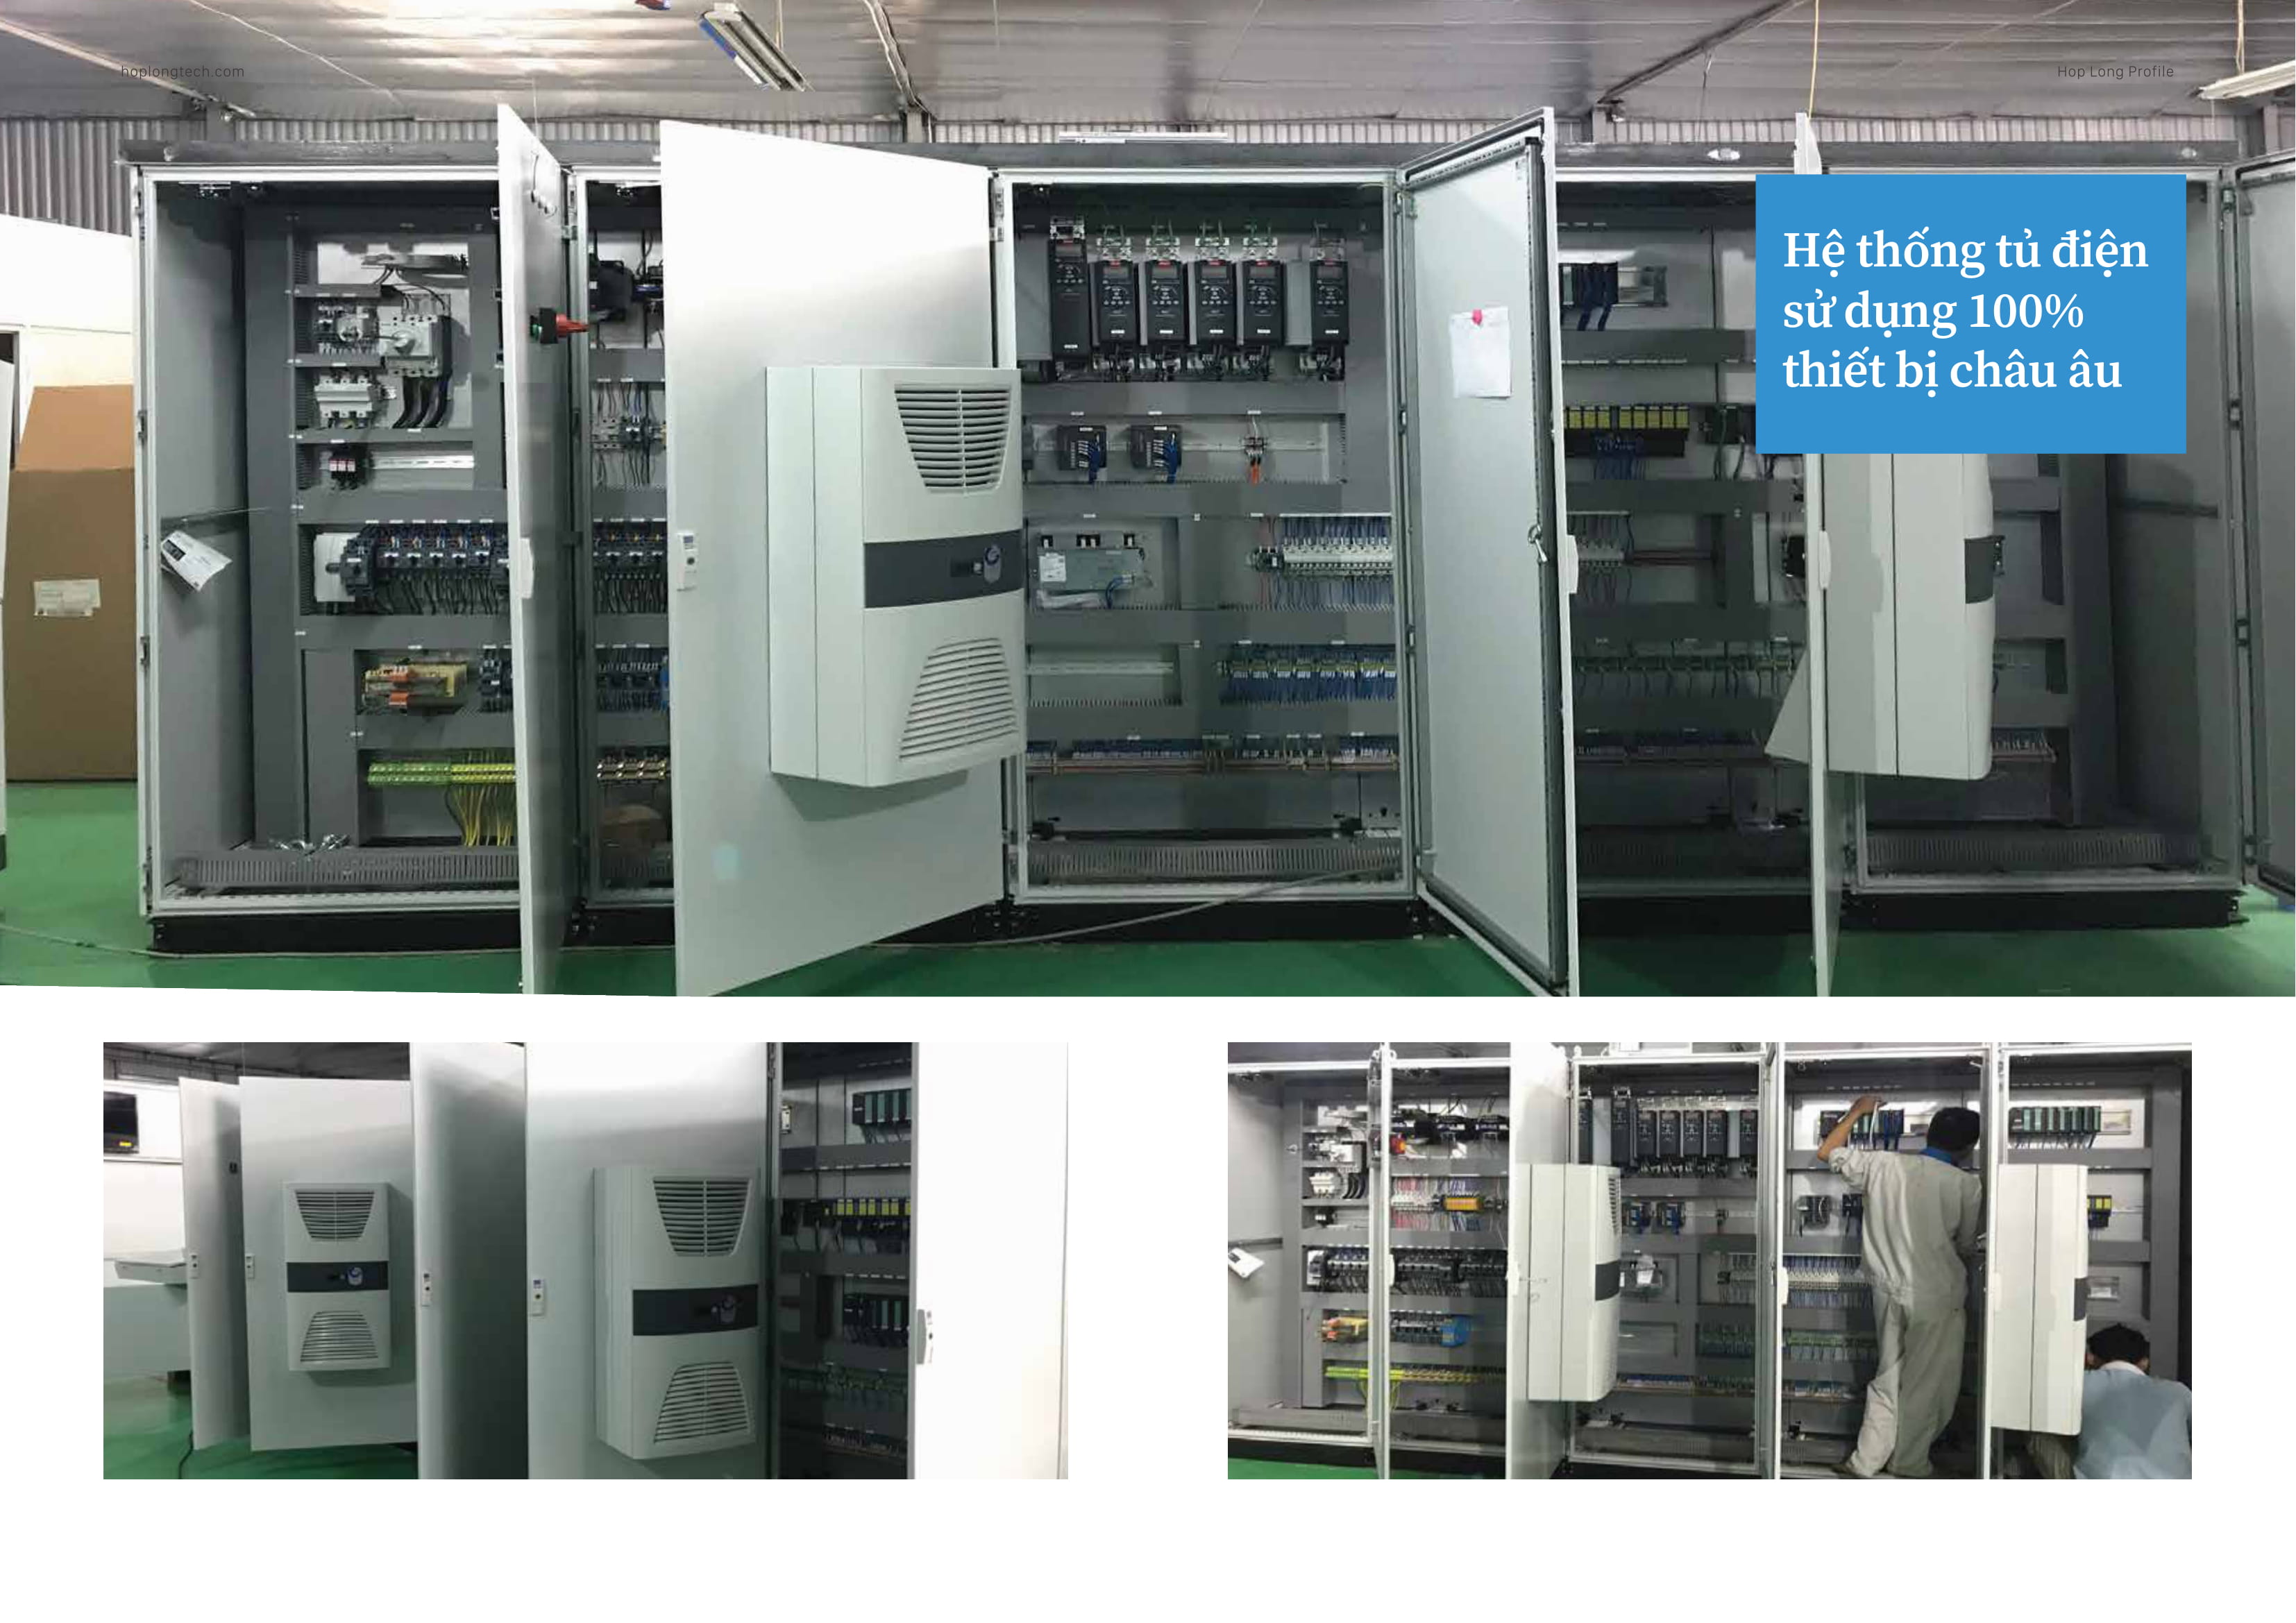 hoplongtech.com
Hop Long Profile
Hệ thống tủ điện
sử dụng 100%
thiết bị châu âu